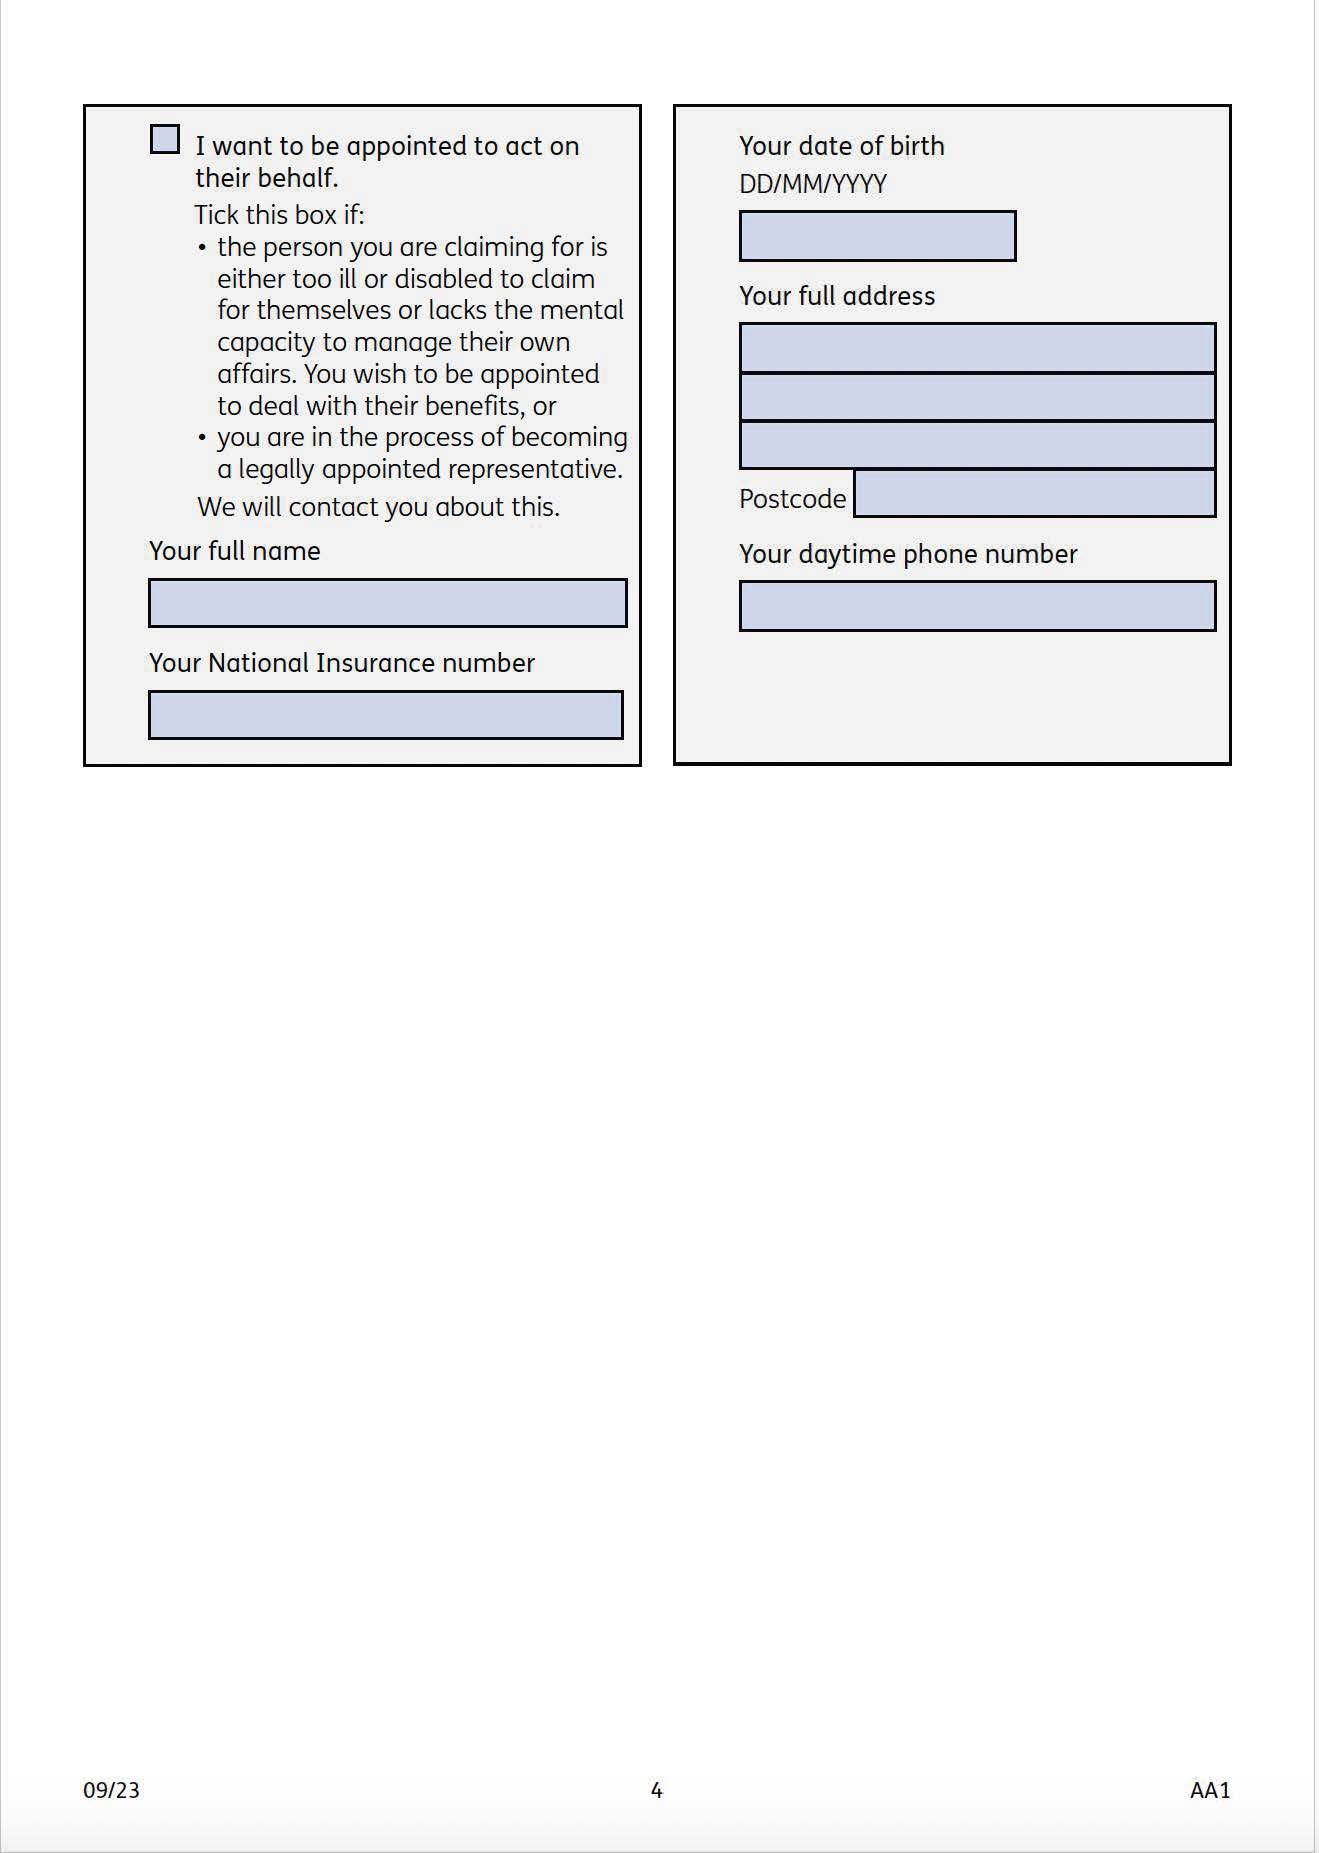 I want to be appointed to act on
their behalf.
Tick this box if:
• the person you are claiming for is
either too ill or disabled to claim
for themselves or lacks the mental
capacity to manage their own
affairs. You wish to be appointed
to deal with their benefits, or
• you are in the process of becoming
a legally appointed representative.
We will contact you about this.
Your full name
Your National Insurance number
Your date of birth
DD/MM/YYYY
Your full address
Postcode
Your daytime phone number
09/23
4
AA1